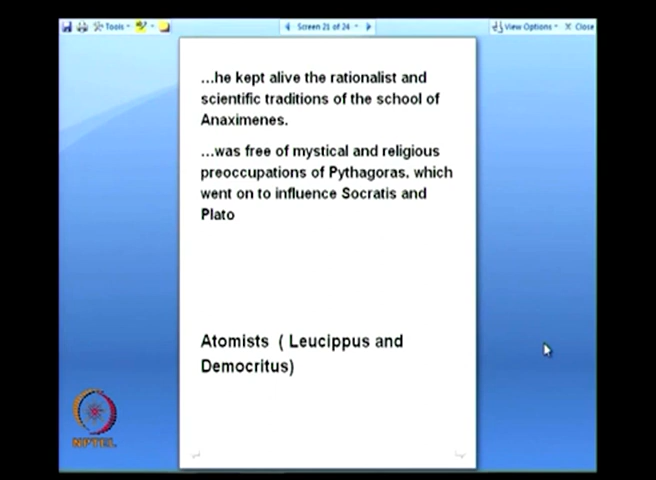 Tools
Screen 21 of 24
View Options
Close
...he kept alive the rationalist and
scientific traditions of the school of
Anaximenes.
...was free of mystical and religious
preoccupations of Pythagoras, which
went on to influence Socratis and
Plato
Atomists ( Leucippus and
Democritus)
NPTEL